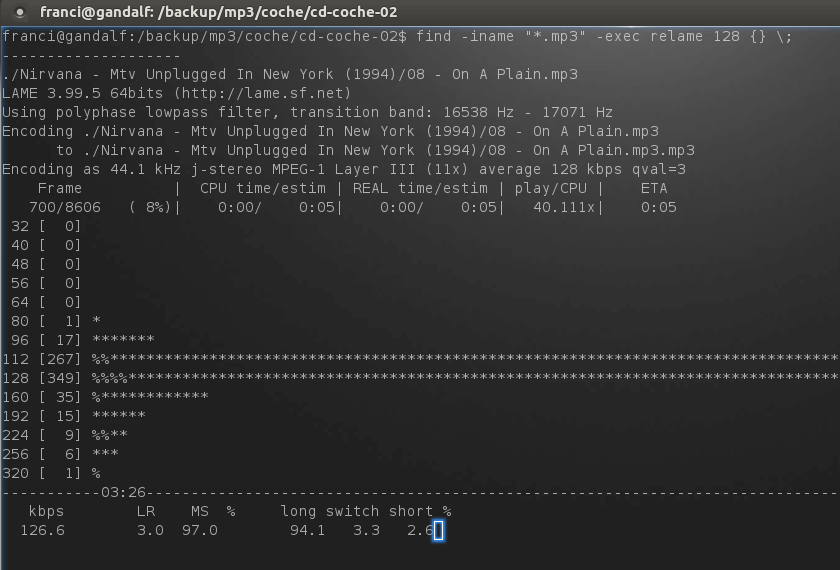 franci@gandalf: /backup/mp3/coche/cd-coche-02
franci@gandalf:/backup/mp3/coche/cd-coche-02$ find -iname "*.mp3" -exec relame 128 {} \;
--------------------
./Nirvana - Mtv Unplugged In New York (1994)/08 - On A Plain.mp3
LAME 3.99.5 64bits (http://lame.sf.net)
Using polyphase lowpass filter, transition band: 16538 Hz - 17071 Hz
Encoding ./Nirvana - Mtv Unplugged In New York (1994)/08 - On A Plain.mp3
      to ./Nirvana - Mtv Unplugged In New York (1994)/08 - On A Plain.mp3.mp3
Encoding as 44.1 kHz j-stereo MPEG-1 Layer III (11x) average 128 kbps qval=3
    Frame          |  CPU time/estim | REAL time/estim | play/CPU |    ETA
   700/8606   ( 8%)|    0:00/    0:05|    0:00/    0:05|   40.111x|    0:05
 32 [  0]
 40 [  0]
 48 [  0]
 56 [  0]
 64 [  0]
 80 [  1] *
 96 [ 17] *******
112 [267] %%*********************************************************************************
128 [349] %%%%*******************************************************************************
160 [ 35] %************
192 [ 15] ******
224 [  9] %%**
256 [  6] ***
320 [  1] %
-----------03:26-----------------------------------------------------------------------------
   kbps        LR    MS  %     long switch short %
  126.6        3.0  97.0        94.1   3.3   2.6